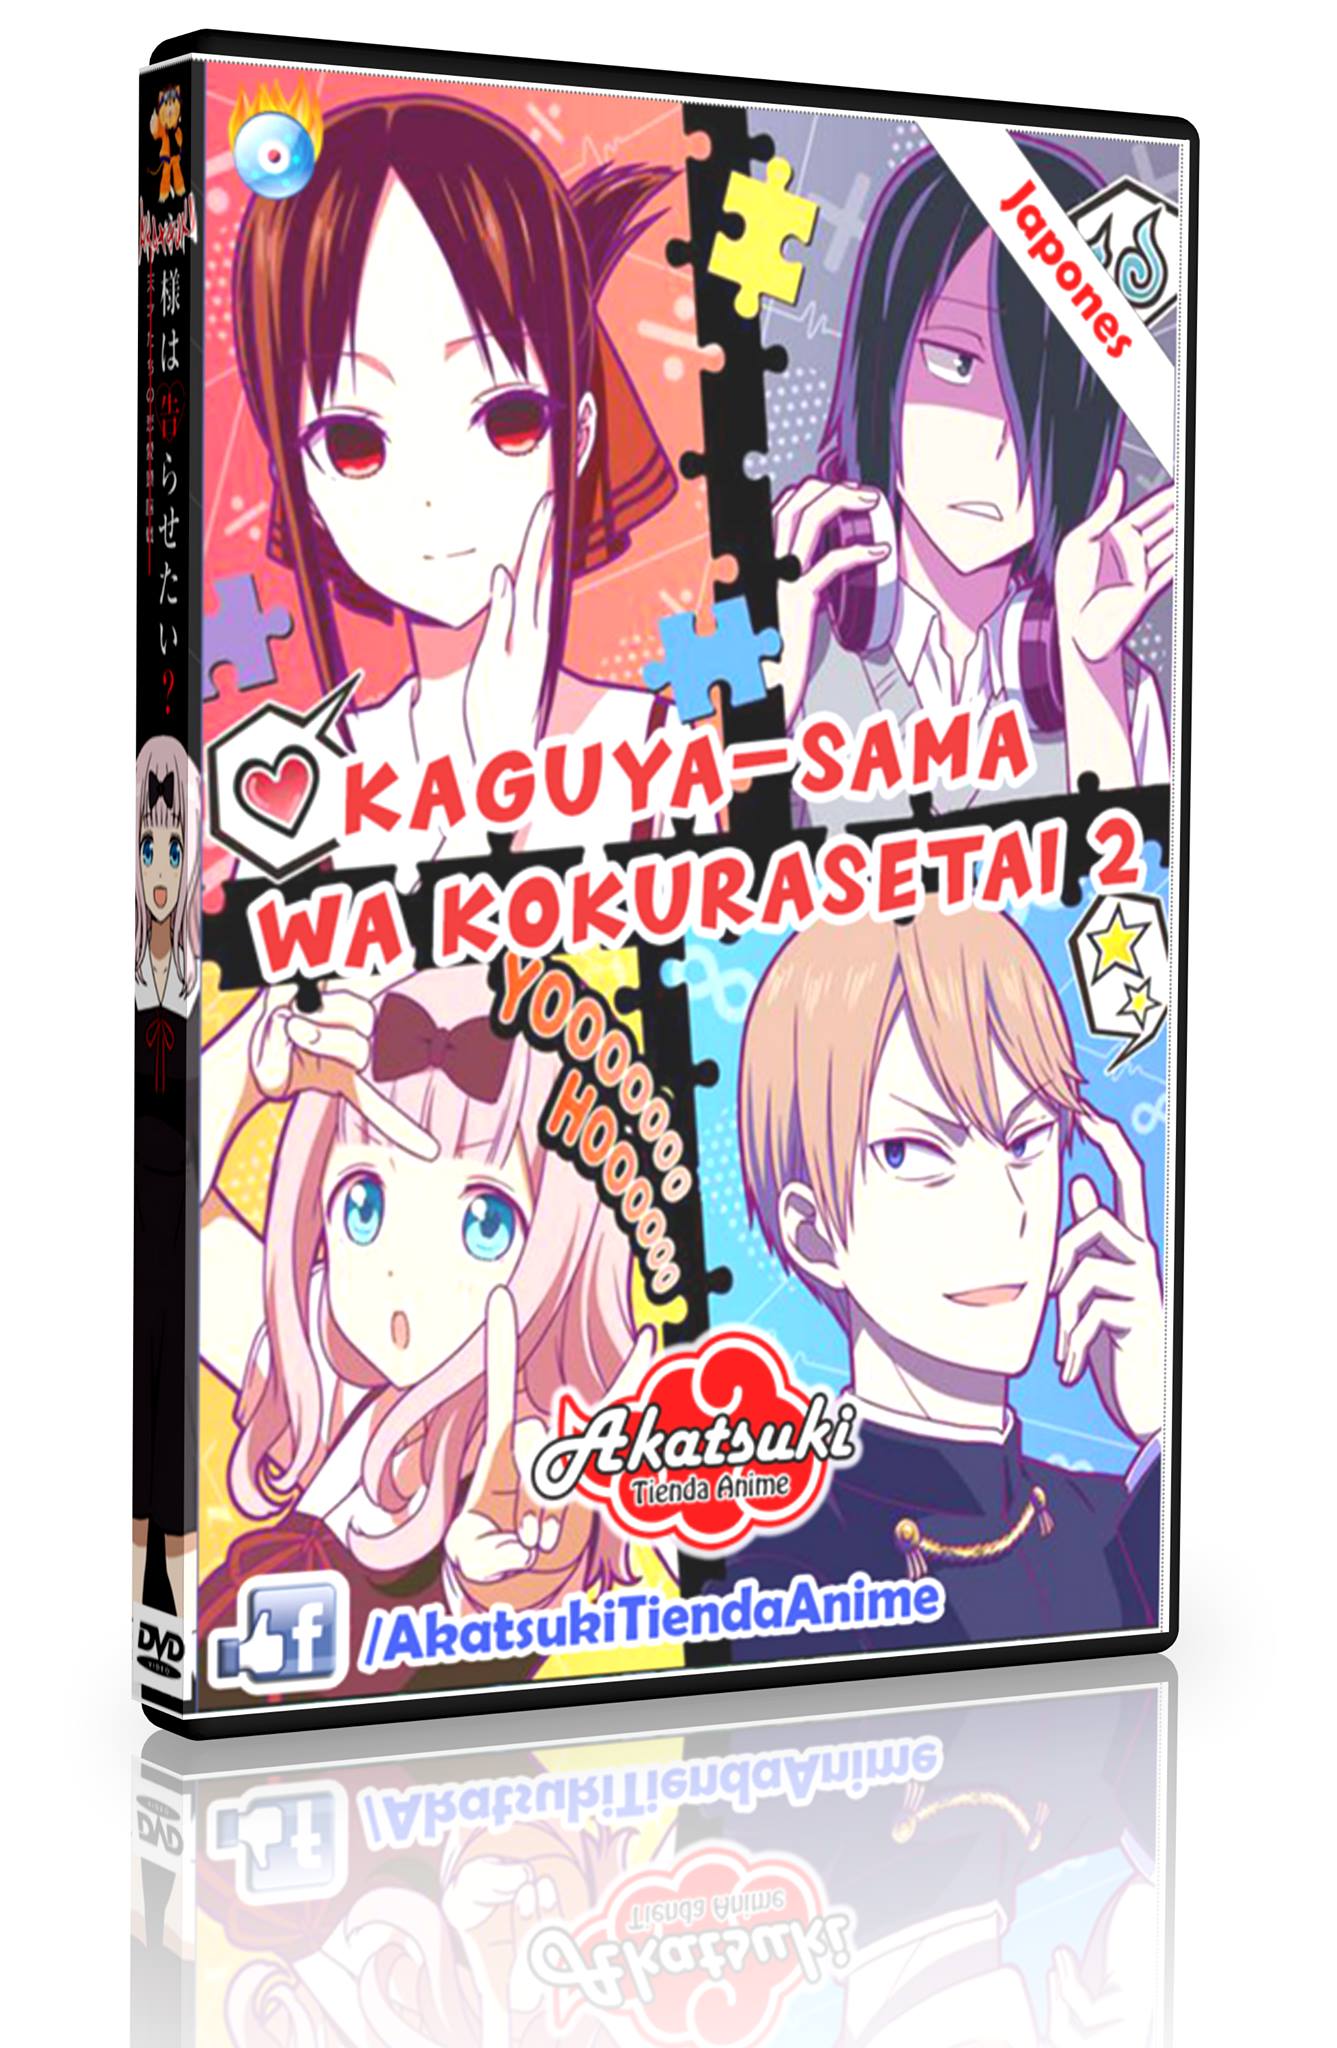 Japones
KAGUYA-SAMA
WA KOKURASETAI 2
YOOOOOOO
HOOOOOO
Akatsuki
Tienda Anime
f
/AkatsukiTiendaAnime
様は告らせたい?
DVD
VIDEO